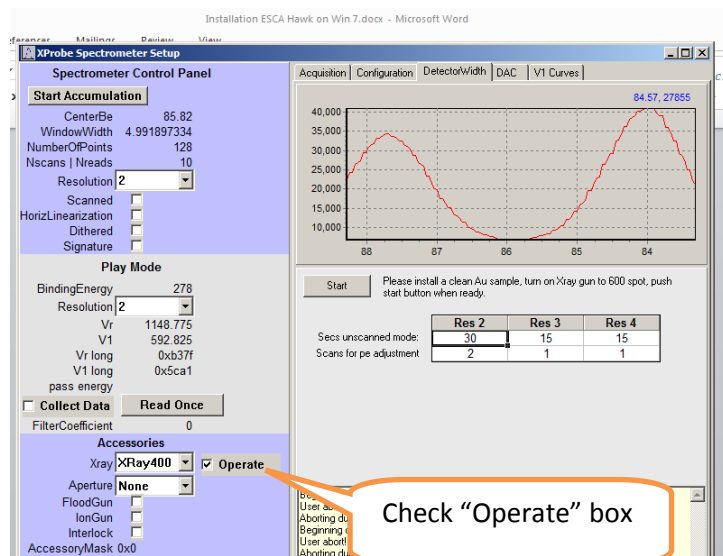 Installation ESCA Hawk on Win 7.docx - Microsoft Word
Mailings Review View
XProbe Spectrometer Setup
Spectrometer Control Panel
Start Accumulation
CenterBe 85.82
WindowWidth 4.991897334
NumberOfPoints 128
Nscans | Nreads 10
Resolution 2
Scanned
HorizLinearization
Dithered
Signature
Play Mode
BindingEnergy 278
Resolution 2
Vr 1148.775
V1 592.825
Vr long 0xb37f
V1 long 0x5ca1
pass energy
Collect Data Read Once
FilterCoefficient 0
Accessories
Xray XRay400 Operate
Aperture None
FloodGun
IonGun
Interlock
AccessoryMask 0x0
Acquisition Configuration DetectorWidth DAC V1 Curves
84.57, 27855
40,000
35,000
30,000
25,000
20,000
15,000
10,000
88 87 86 85 84
Start
Please install a clean Au sample, turn on Xray gun to 600 spot, push
start button when ready.
Res 2 Res 3 Res 4
Secs unscanned mode: 30 15 15
Scans for pe adjustment 2 1 1
User
Aborting
Beginning
User abort!
Aborting
Check “Operate” box